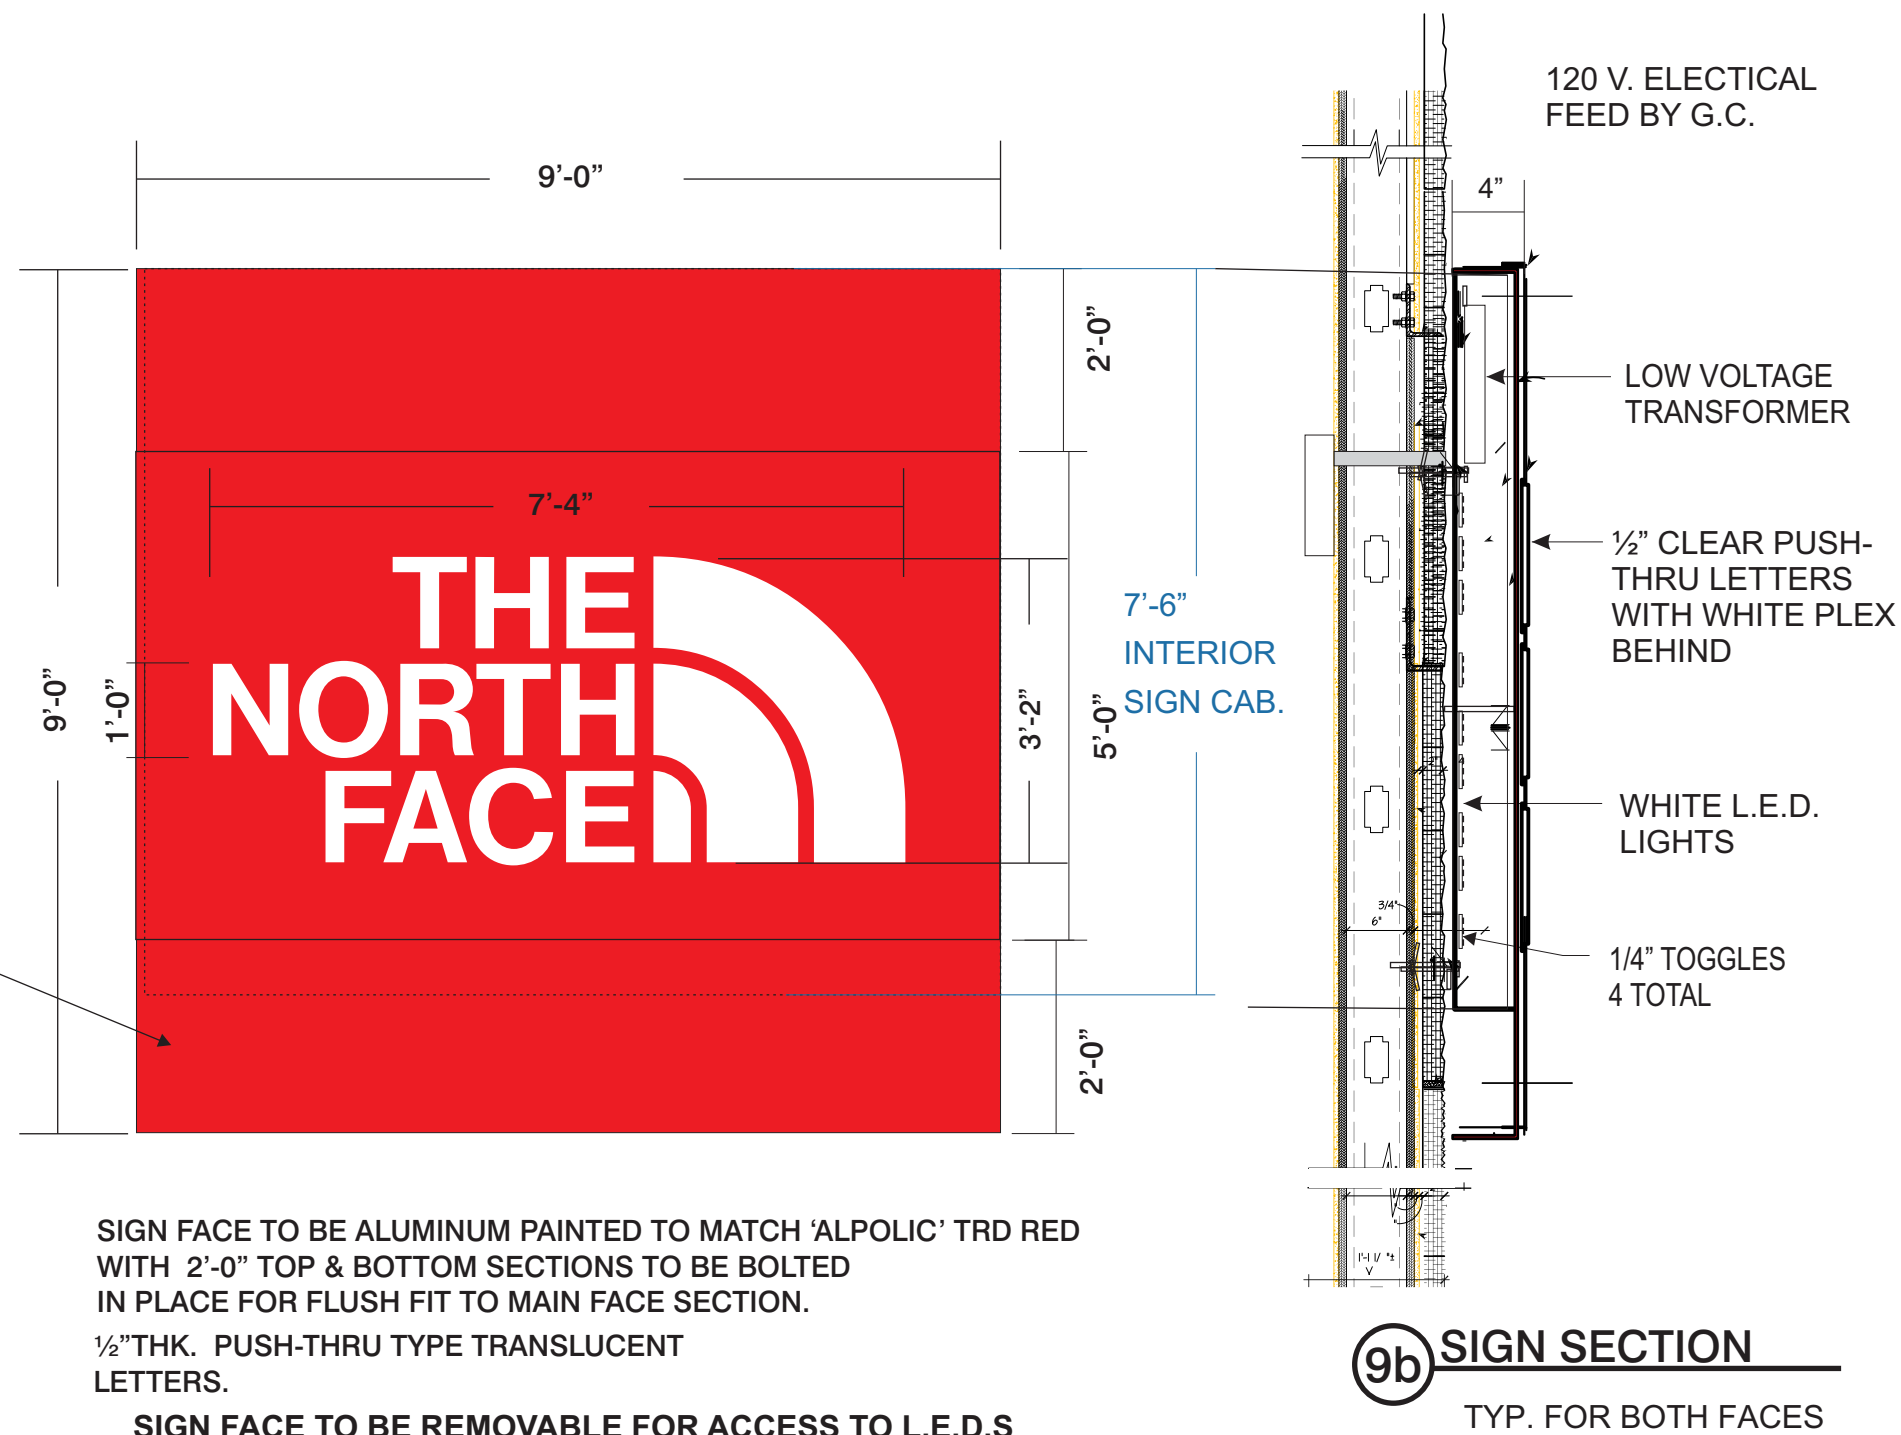 120 V. ELECTICAL
FEED BY G.C.
9’-0”
4”
2’-0”
LOW VOLTAGE
TRANSFORMER
7’-4”
½” CLEAR PUSH-
THRU LETTERS
WITH WHITE PLEX
BEHIND
THE
NORTH
FACE
7’-6”
INTERIOR
SIGN CAB.
9’-0”
1’-0”
3’-2”
5’-0”
WHITE L.E.D.
LIGHTS
3/4"
6"
1/4” TOGGLES
4 TOTAL
2’-0”
SIGN FACE TO BE ALUMINUM PAINTED TO MATCH ‘ALPOLIC’ TRD RED
WITH 2’-0” TOP & BOTTOM SECTIONS TO BE BOLTED
IN PLACE FOR FLUSH FIT TO MAIN FACE SECTION.
½”THK. PUSH-THRU TYPE TRANSLUCENT
LETTERS.
SIGN FACE TO BE REMOVABLE FOR ACCESS TO L.E.D.S
9b SIGN SECTION
TYP. FOR BOTH FACES